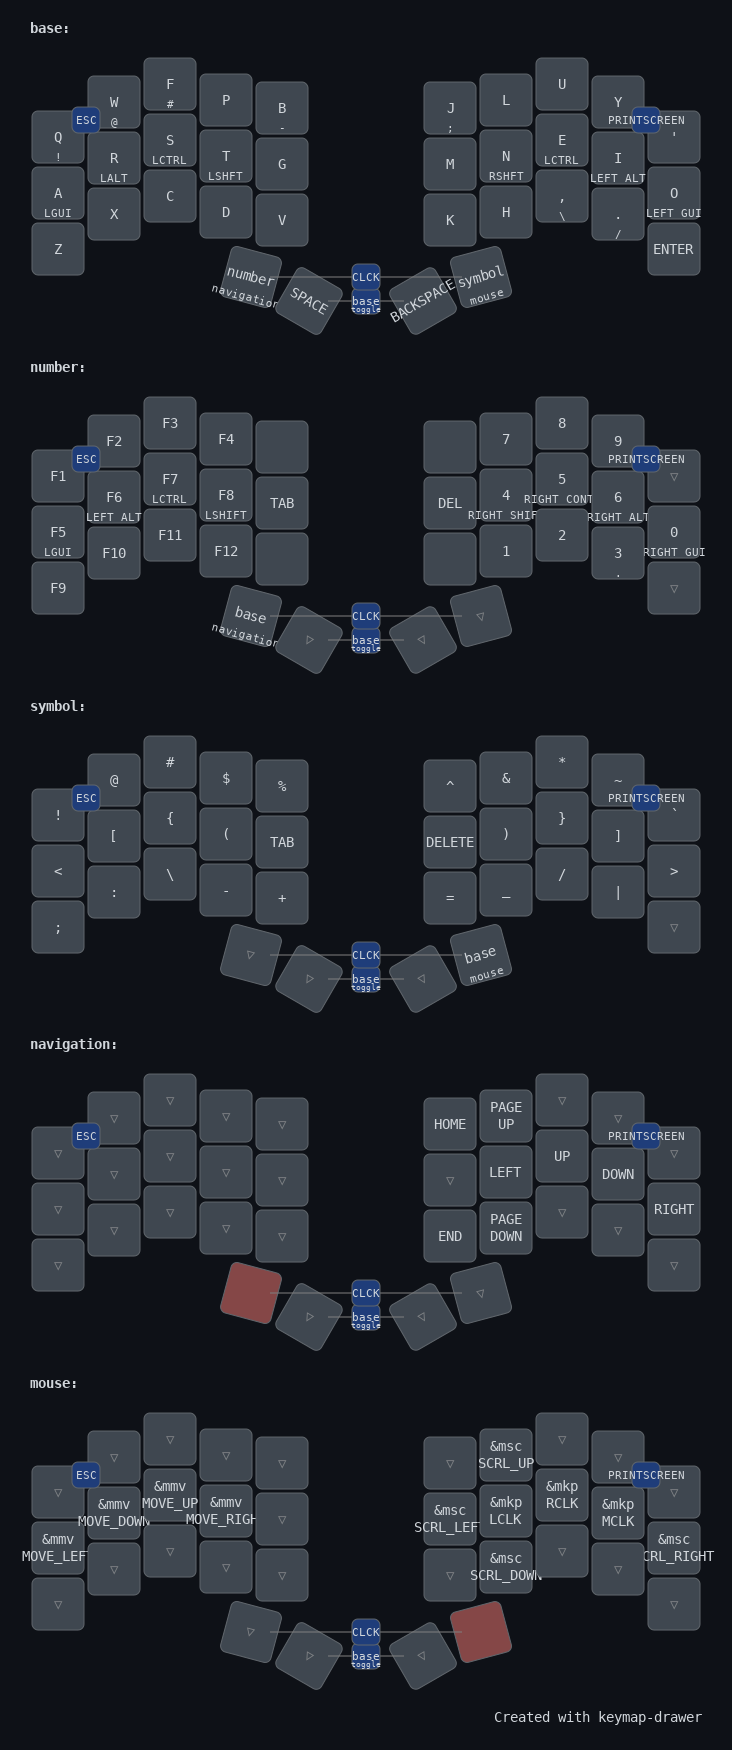 base:
F
U
W
@
#
P
B
-
J
;
L
Y
ESC
PRINTSCREEN
Q
!
'
R
LALT
S
LCTRL
T
LSHFT
G
M
N
RSHFT
E
LCTRL
I
LEFT ALT
A
LGUI
O
LEFT GUI
X
C
D
V
K
H
,
\
.
/
Z
ENTER
number
navigation
SPACE
CLCK
base
toggle
BACKSPACE
symbol
mouse
number:
F3
8
F2
F4
7
9
ESC
PRINTSCREEN
F1
▽
F6
LEFT ALT
F7
LCTRL
F8
LSHIFT
TAB
DEL
4
RIGHT SHIF
5
RIGHT CONT
6
RIGHT ALT
F5
LGUI
0
RIGHT GUI
F10
F11
F12
1
2
3
.
F9
▽
base
navigation
▽
CLCK
base
toggle
▽
▽
symbol:
#
*
@
$
%
^
&
~
ESC
PRINTSCREEN
!
`
[
{
(
TAB
DELETE
)
}
]
<
>
:
\
-
+
=
_
/
|
;
▽
▽
▽
CLCK
base
toggle
▽
base
mouse
navigation:
▽ ▽ ▽ ▽
HOME
PAGE
UP
▽ ▽
ESC
PRINTSCREEN
▽ ▽
▽ ▽ ▽ ▽
▽
LEFT
UP
DOWN
▽
RIGHT
▽ ▽ ▽ ▽
END
PAGE
DOWN
▽ ▽
▽ ▽
▽
CLCK
base
toggle
▽ ▽
mouse:
▽ ▽ ▽ ▽
▽
&msc
SCRL_UP
▽ ▽
ESC
PRINTSCREEN
▽ ▽
&mmv
MOVE_DOWN
&mmv
MOVE_UP
&mmv
MOVE_RIGH
▽
&msc
SCRL_LEFT
&mkp
LCLK
&mkp
RCLK
&mkp
MCLK
&mmv
MOVE_LEFT
&msc
CRL_RIGHT
▽ ▽ ▽ ▽
▽
&msc
SCRL_DOWN
▽ ▽
▽ ▽
▽ ▽
CLCK
base
toggle
▽
Created with keymap-drawer